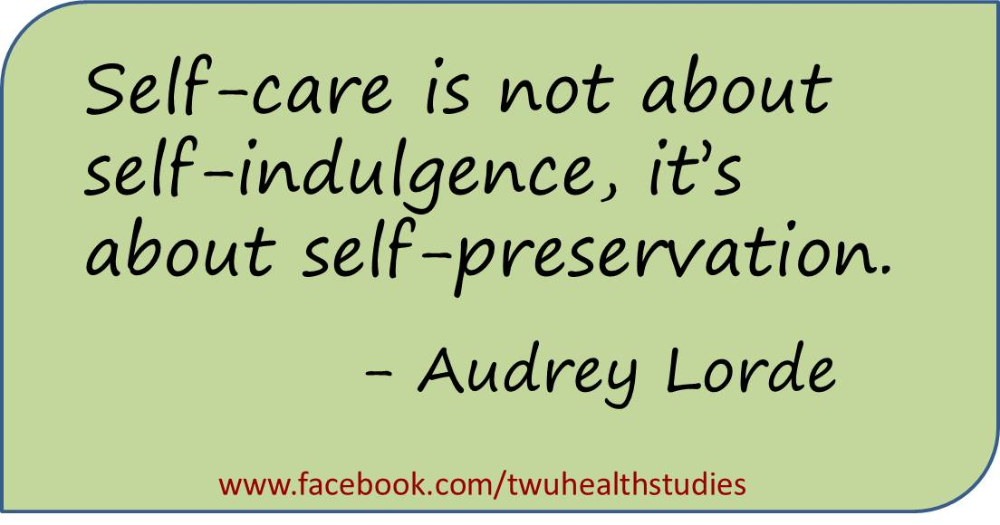 Self-care is not about
self-indulgence, it’s
about self-preservation.
- Audrey Lorde
www.facebook.com/twuhealthstudies